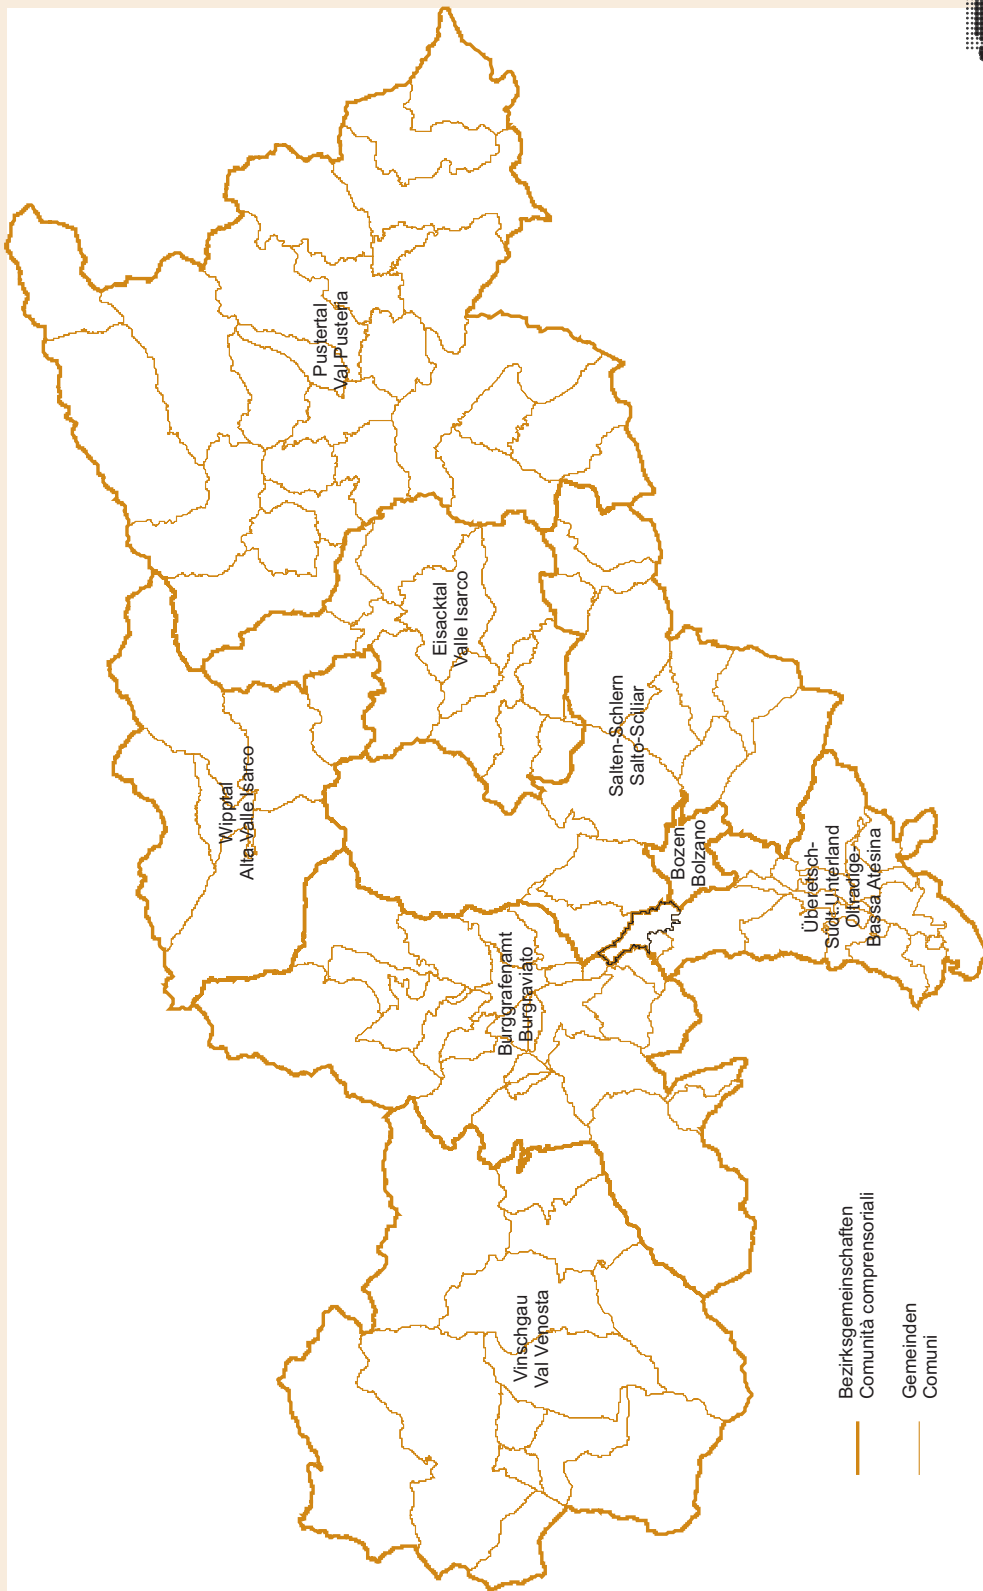 Pustertal
Val Pusteria
Wipptal
Alta Valle Isarco
Eisacktal
Valle Isarco
Burggrafenamt
Burgraviato
Vinschgau
Val Venosta
Salten-Schlern
Salto-Sciliar
Bozen
Bolzano
Überetsch-
Südt.Unterland
Oltradige-
Bassa Atesina
Bezirksgemeinschaften
Comunità comprensoriali
Gemeinden
Comuni